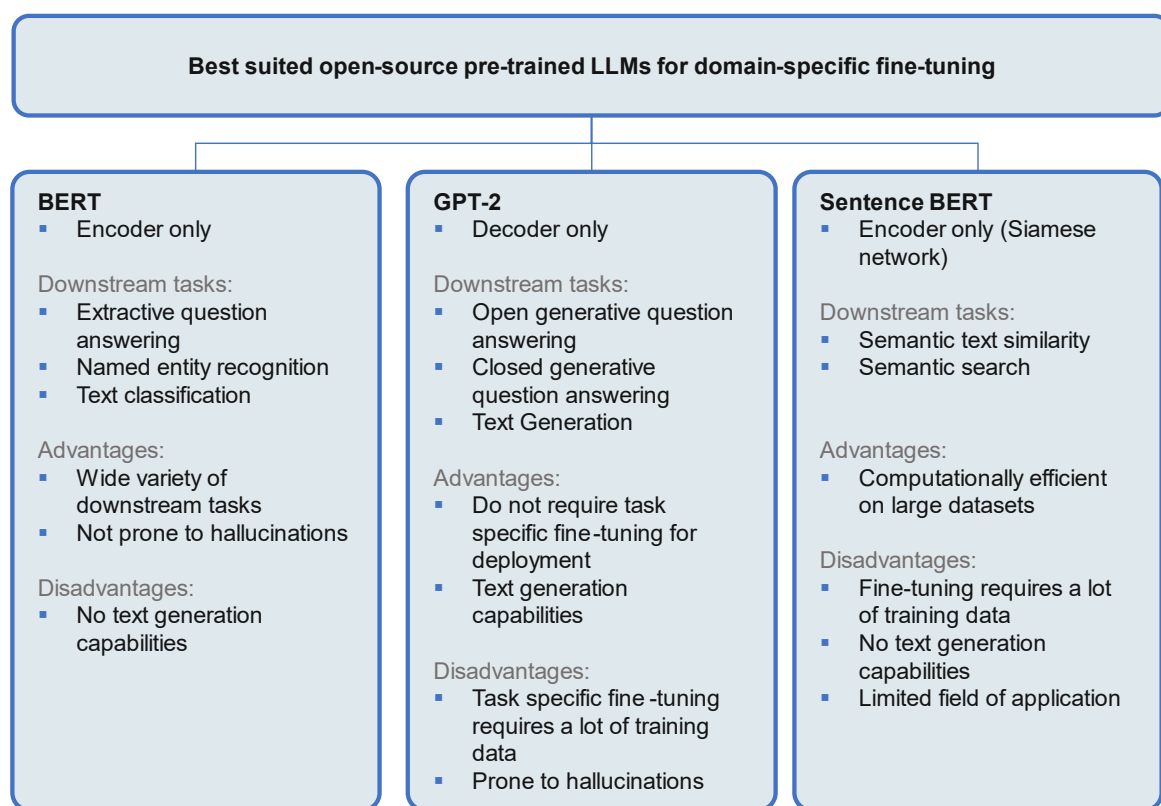 Best suited open-source pre-trained LLMs for domain-specific fine-tuning
BERT
▪ Encoder only
Downstream tasks:
▪ Extractive question
answering
▪ Named entity recognition
▪ Text classification
Advantages:
▪ Wide variety of
downstream tasks
▪ Not prone to hallucinations
Disadvantages:
▪ No text generation
capabilities
GPT-2
▪ Decoder only
Downstream tasks:
▪ Open generative question
answering
▪ Closed generative
question answering
▪ Text Generation
Advantages:
▪ Do not require task
specific fine-tuning for
deployment
▪ Text generation
capabilities
Disadvantages:
▪ Task specific fine -tuning
requires a lot of training
data
▪ Prone to hallucinations
Sentence BERT
▪ Encoder only (Siamese
network)
Downstream tasks:
▪ Semantic text similarity
▪ Semantic search
Advantages:
▪ Computationally efficient
on large datasets
Disadvantages:
▪ Fine-tuning requires a lot
of training data
▪ No text generation
capabilities
▪ Limited field of application